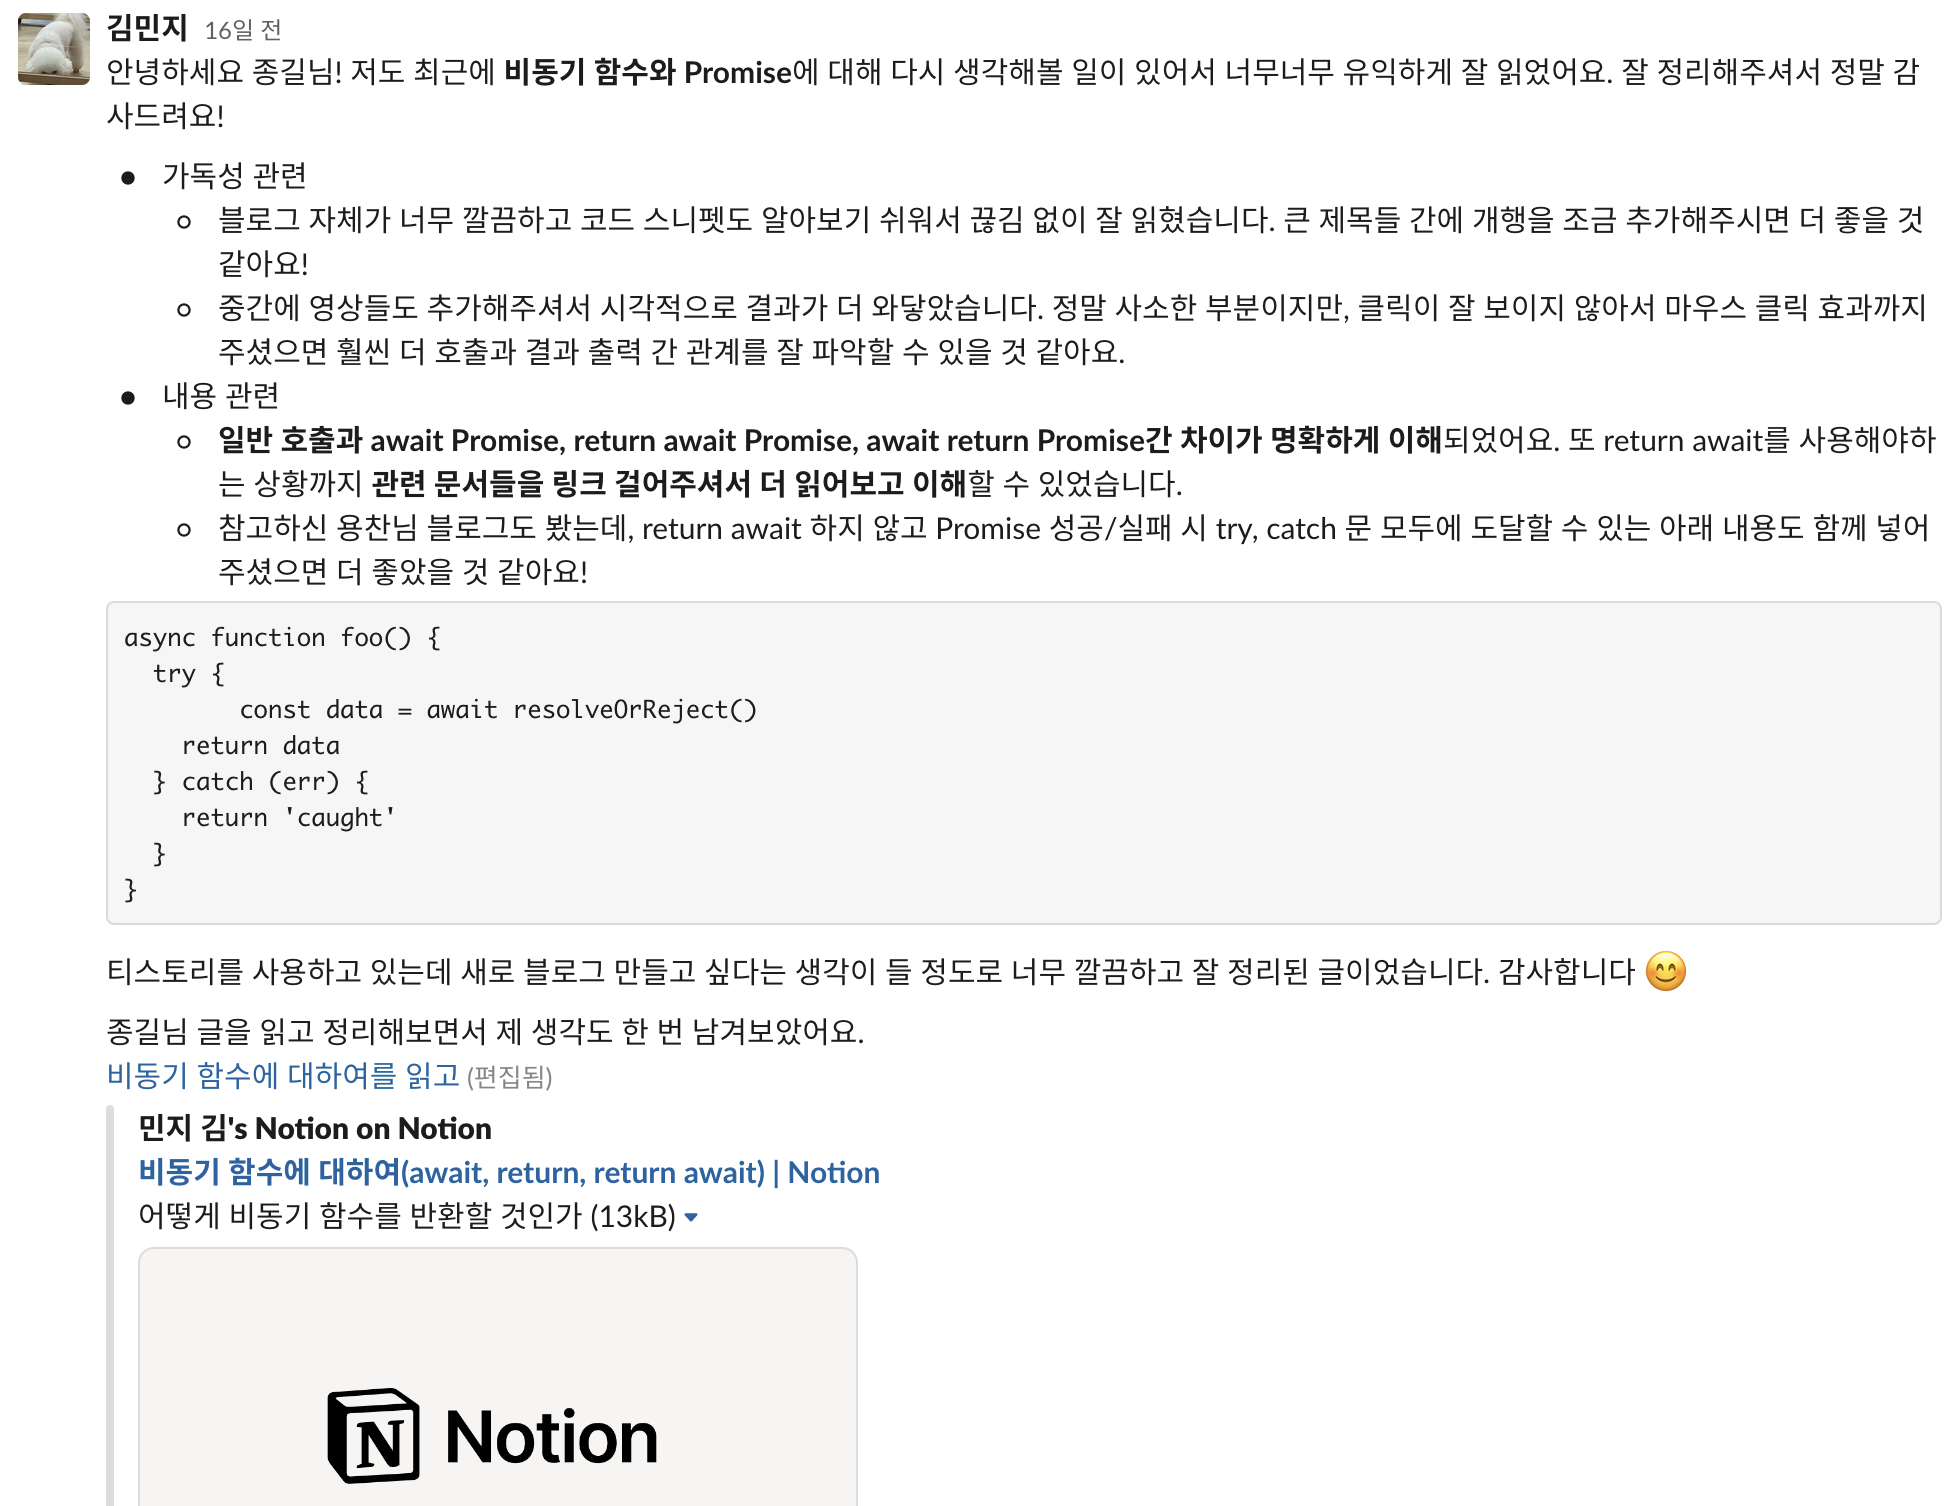 김민지 16일 전
안녕하세요 종길님! 저도 최근에 비동기 함수와 Promise에 대해 다시 생각해볼 일이 있어서 너무너무 유익하게 잘 읽었어요. 잘 정리해주셔서 정말 감
사드려요!
● 가독성 관련
○ 블로그 자체가 너무 깔끔하고 코드 스니펫도 알아보기 쉬워서 끊김 없이 잘 읽혔습니다. 큰 제목들 간에 개행을 조금 추가해주시면 더 좋을 것
같아요!
○ 중간에 영상들도 추가해주셔서 시각적으로 결과가 더 와닿았습니다. 정말 사소한 부분이지만, 클릭이 잘 보이지 않아서 마우스 클릭 효과까지
주셨으면 훨씬 더 호출과 결과 출력 간 관계를 잘 파악할 수 있을 것 같아요.
● 내용 관련
○ 일반 호출과 await Promise, return await Promise, await return Promise간 차이가 명확하게 이해되었어요. 또 return await를 사용해야하
는 상황까지 관련 문서들을 링크 걸어주셔서 더 읽어보고 이해할 수 있었습니다.
○ 참고하신 용찬님 블로그도 봤는데, return await 하지 않고 Promise 성공/실패 시 try, catch 문 모두에 도달할 수 있는 아래 내용도 함께 넣어
주셨으면 더 좋았을 것 같아요!
async function foo() {
  try {
        const data = await resolveOrReject()
    return data
  } catch (err) {
    return 'caught'
  }
}
티스토리를 사용하고 있는데 새로 블로그 만들고 싶다는 생각이 들 정도로 너무 깔끔하고 잘 정리된 글이었습니다. 감사합니다 😊
종길님 글을 읽고 정리해보면서 제 생각도 한 번 남겨보았어요.
비동기 함수에 대하여를 읽고 (편집됨)
민지 김's Notion on Notion
비동기 함수에 대하여(await, return, return await) | Notion
어떻게 비동기 함수를 반환할 것인가 (13kB)
Notion